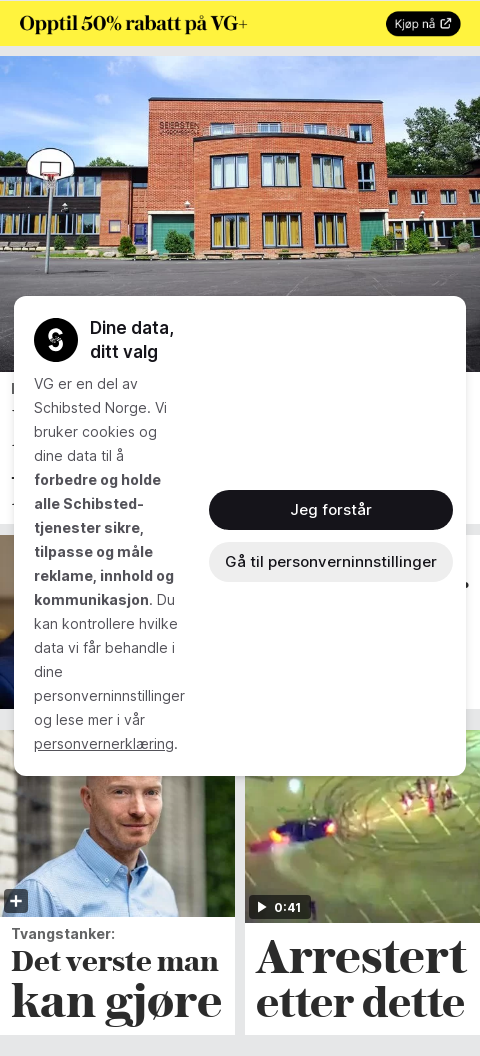 Opptil 50% rabatt på VG+
Kjøp nå
SEIERSTEN
Dine data,
ditt valg
VG er en del av
Schibsted Norge. Vi
bruker cookies og
dine data til å
forbedre og holde
alle Schibsted-
tjenester sikre,
tilpasse og måle
reklame, innhold og
kommunikasjon. Du
kan kontrollere hvilke
data vi får behandle i
dine
personverninnstillinger
og lese mer i vår
personvernerklæring.
Jeg forstår
Gå til personverninnstillinger
Tvangstanker:
Det verste man
kan gjøre
0:41
Arrestert
etter dette